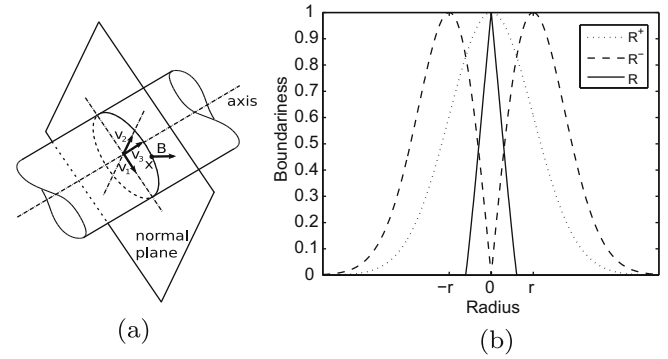 axis
V₂
B
V₃
x
V₁
normal
plane
(a)
1
0.9
0.8
0.7
0.6
0.5
0.4
0.3
0.2
0.1
0
Boundariness
R⁺
R⁻
R
−r 0 r
Radius
(b)